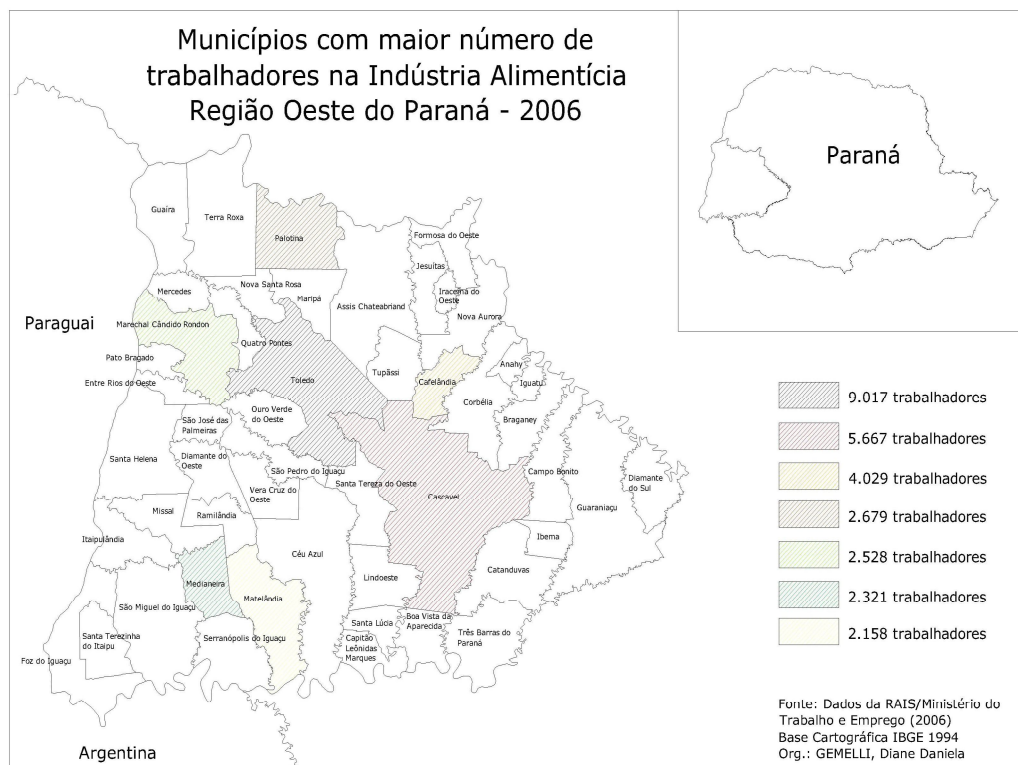 Municípios com maior número de
trabalhadores na Indústria Alimentícia
Região Oeste do Paraná - 2006
Paraná
Guaíra
Terra Roxa
Palotina
Formosa do Oeste
Jesuítas
Iracema do
Oeste
Nova Aurora
Mercedes
Nova Santa Rosa
Maripá
Assis Chateabriand
Paraguai
Marechal Cândido Rondon
Quatro Pontes
Pato Bragado
Entre Rios do Oeste
Toledo
Tupãssi
Cafelândia
Anahy
Iguatu
Corbélia
Braganey
São José das
Palmeiras
Ouro Verde
do Oeste
Santa Helena
Diamante do
Oeste
São Pedro do Iguaçu
Vera Cruz do
Oeste
Santa Tereza do Oeste
Cascavel
Campo Bonito
Diamante
do Sul
Guaraniaçu
Missal
Ramilândia
Itaipulândia
Ibema
Céu Azul
Medianeira
Matelândia
Lindoeste
Catanduvas
São Miguel do Iguaçu
Santa Terezinha
do Itaipu
Serranópolis do Iguaçu
Santa Lúcia
Boa Vista da
Aparecida
Capitão
Leônidas
Marques
Três Barras do
Paraná
Foz do Iguaçu
Argentina
9.017 trabalhadores
5.667 trabalhadores
4.029 trabalhadores
2.679 trabalhadores
2.528 trabalhadores
2.321 trabalhadores
2.158 trabalhadores
Fonte: Dados da RAIS/Ministério do
Trabalho e Emprego (2006)
Base Cartográfica IBGE 1994
Org.: GEMELLI, Diane Daniela